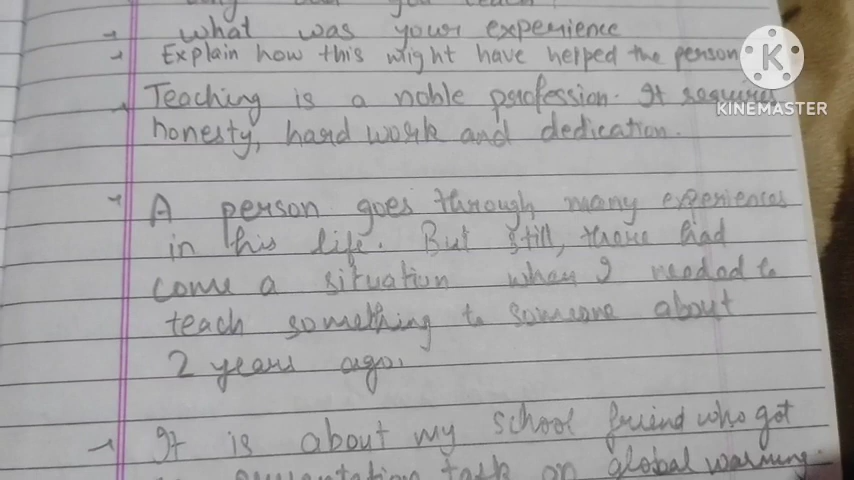 you
what was your experience
Explain how this might have helped the person
K
KINEMASTER
Teaching is a noble profession. It requires
honesty, hard work and dedication.
A person goes through many experiences
in his life. But still, there had
come a situation when I needed to
teach something to someone about
2 years ago.
It is about my school friend who got
task on global warming.